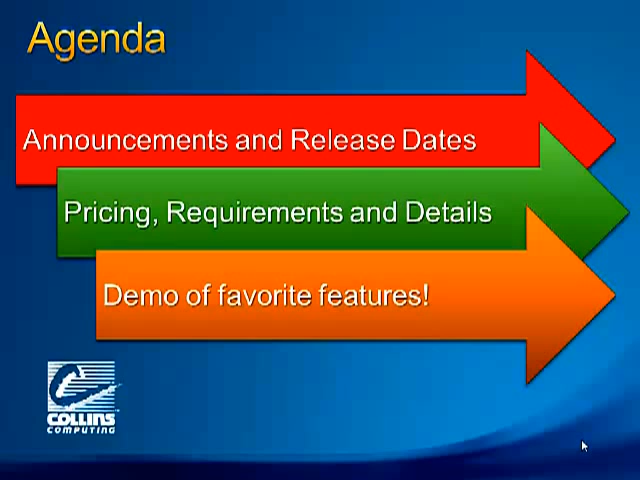 Agenda
Announcements and Release Dates
Pricing, Requirements and Details
Demo of favorite features!
COLLINS
COMPUTING